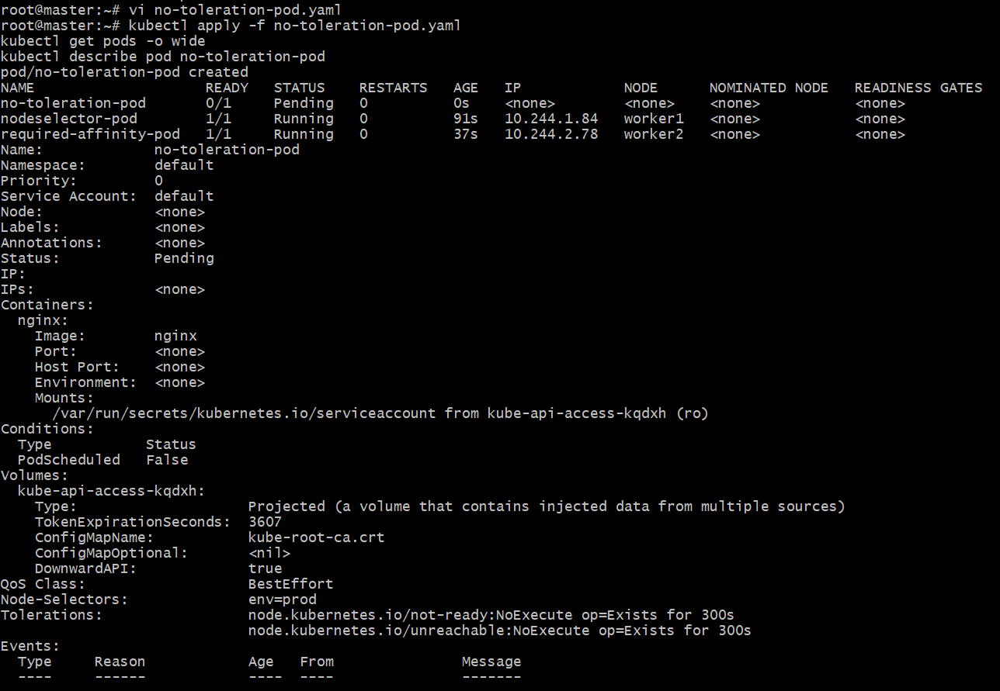 root@master:~# vi no-toleration-pod.yaml
root@master:~# kubectl apply -f no-toleration-pod.yaml
kubectl get pods -o wide
kubectl describe pod no-toleration-pod
pod/no-toleration-pod created
NAME                    READY   STATUS    RESTARTS   AGE   IP            NODE      NOMINATED NODE   READINESS GATES
no-toleration-pod       0/1     Pending   0          0s    <none>        <none>    <none>           <none>
nodeselector-pod        1/1     Running   0          91s   10.244.1.84   worker1   <none>           <none>
required-affinity-pod   1/1     Running   0          37s   10.244.2.78   worker2   <none>           <none>
Name:             no-toleration-pod
Namespace:        default
Priority:         0
Service Account:  default
Node:             <none>
Labels:           <none>
Annotations:      <none>
Status:           Pending
IP:
IPs:              <none>
Containers:
  nginx:
    Image:        nginx
    Port:         <none>
    Host Port:    <none>
    Environment:  <none>
    Mounts:
      /var/run/secrets/kubernetes.io/serviceaccount from kube-api-access-kqdxh (ro)
Conditions:
  Type           Status
  PodScheduled   False
Volumes:
  kube-api-access-kqdxh:
    Type:                    Projected (a volume that contains injected data from multiple sources)
    TokenExpirationSeconds:  3607
    ConfigMapName:           kube-root-ca.crt
    ConfigMapOptional:       <nil>
    DownwardAPI:             true
QoS Class:                   BestEffort
Node-Selectors:              env=prod
Tolerations:                 node.kubernetes.io/not-ready:NoExecute op=Exists for 300s
                             node.kubernetes.io/unreachable:NoExecute op=Exists for 300s
Events:
  Type     Reason            Age   From               Message
  ----     ------            ----  ----               -------